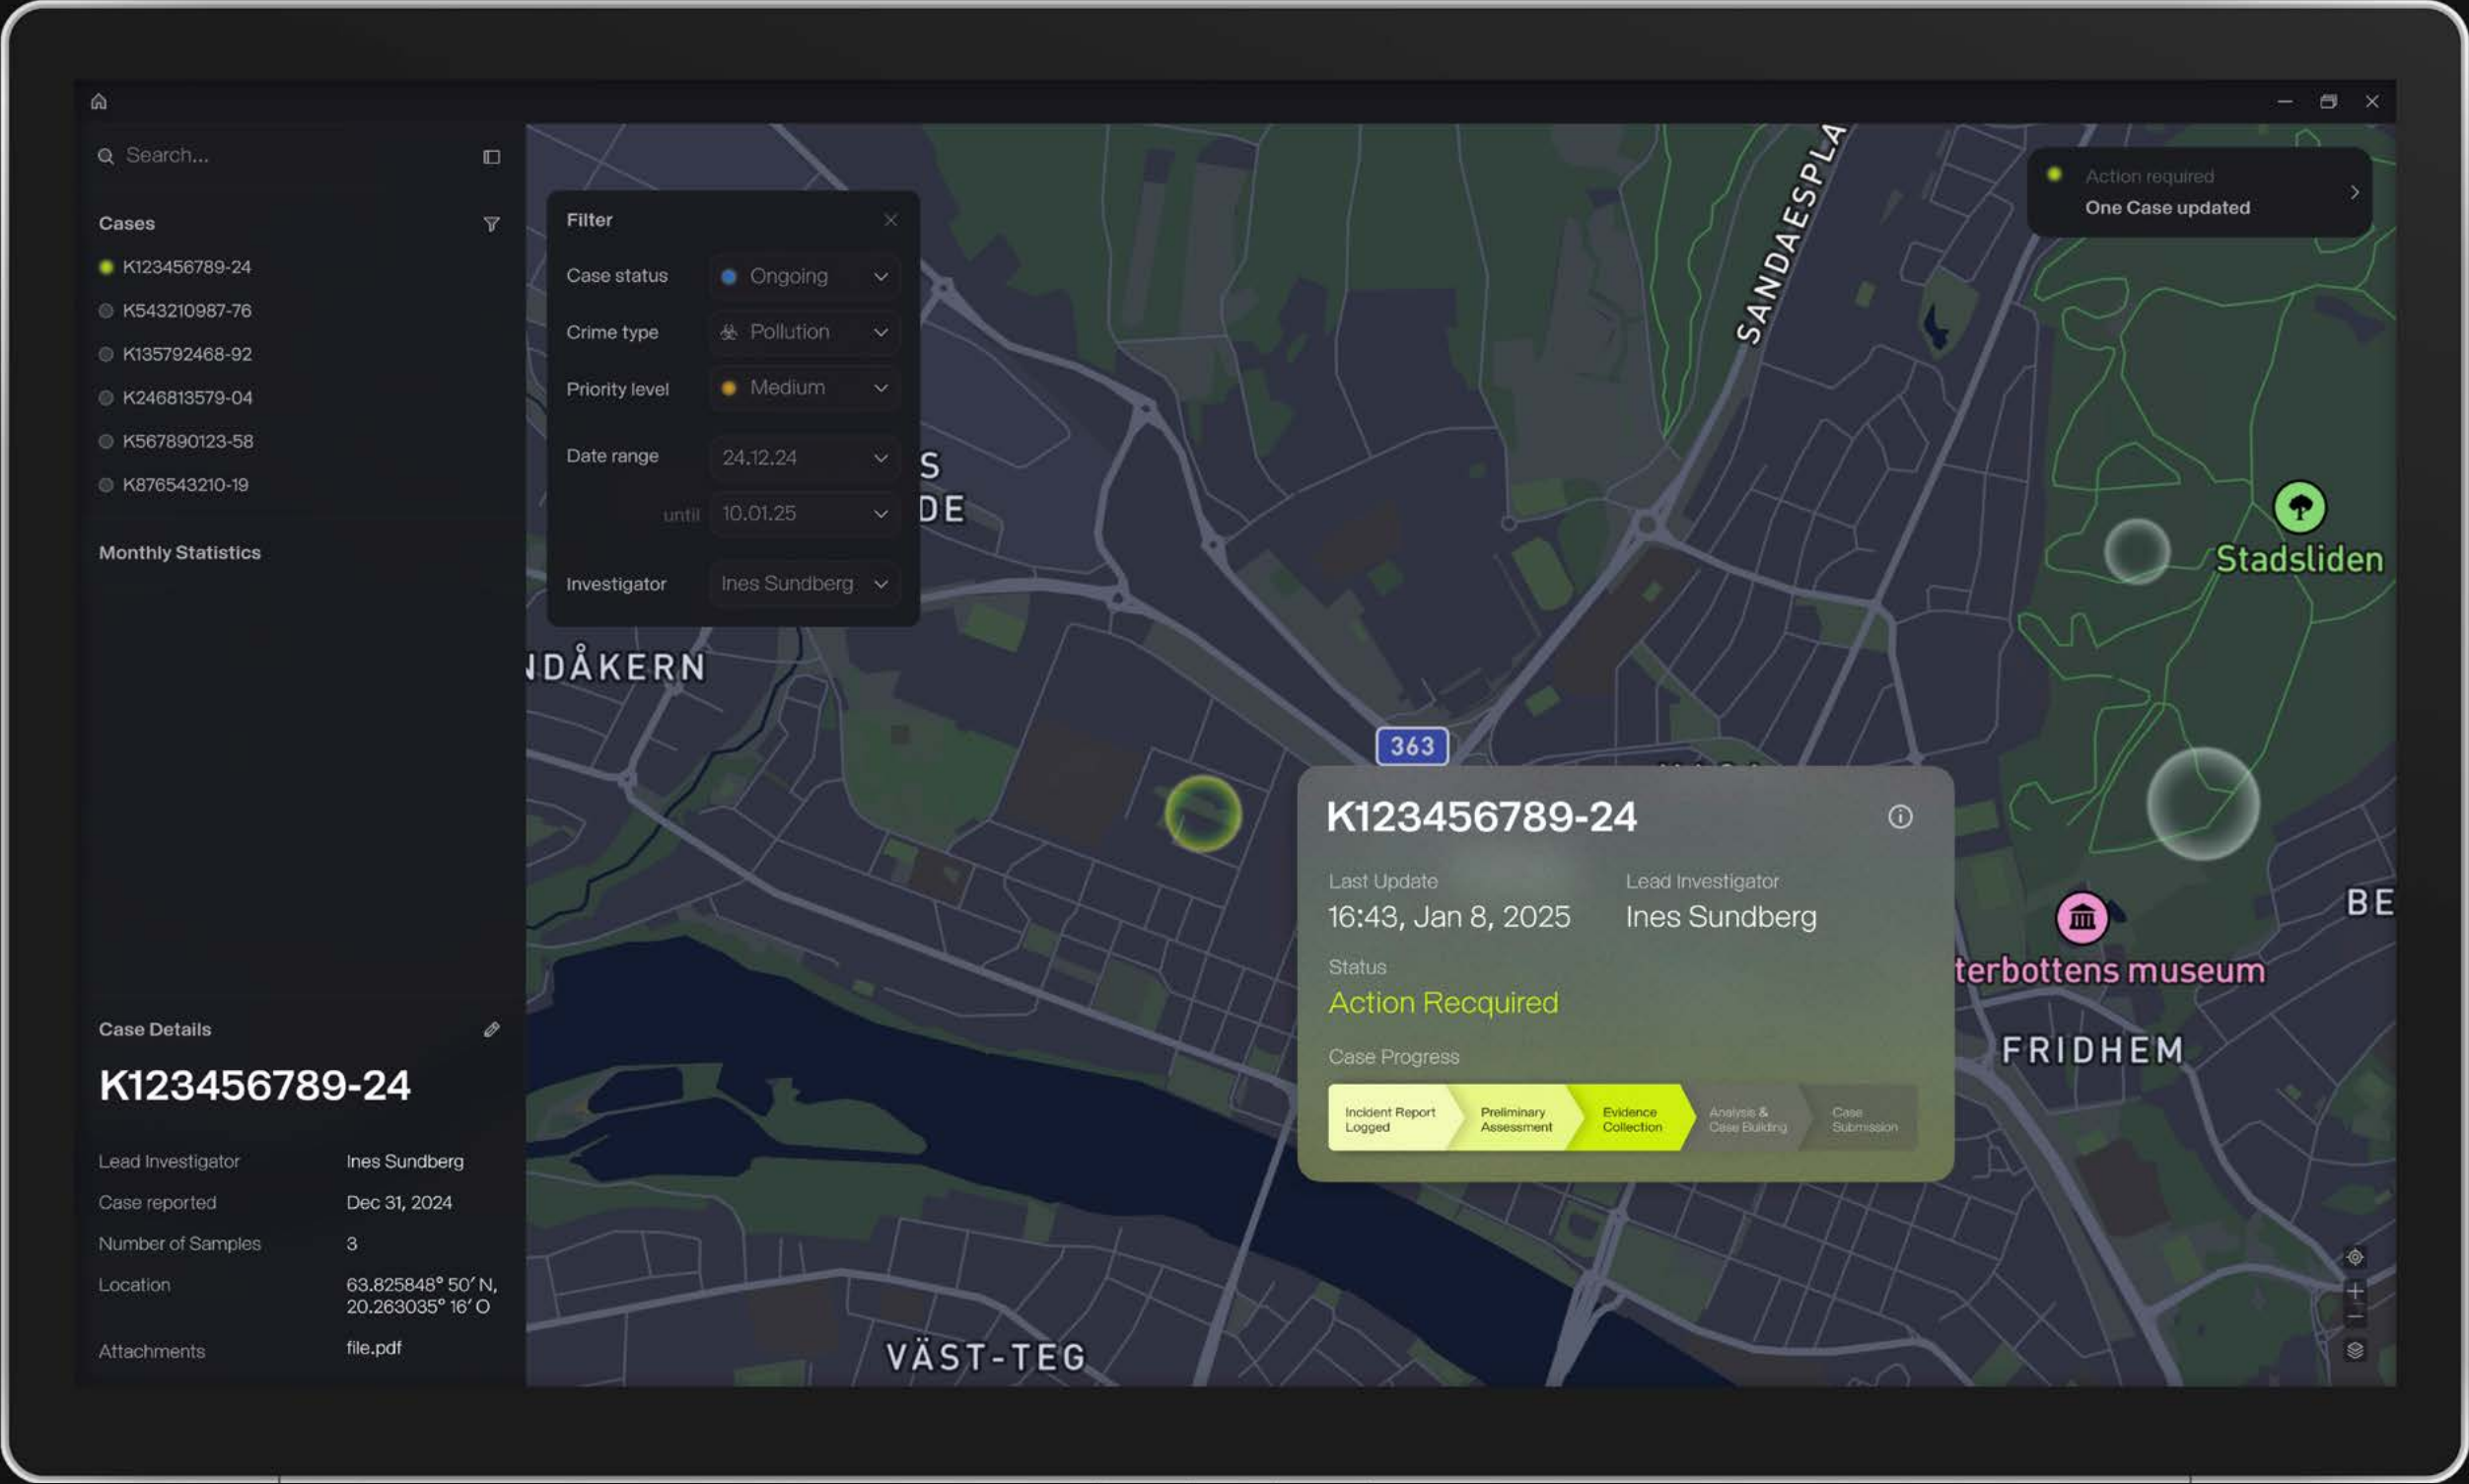 Search...
Cases
K123456789-24
K543210987-76
K135792468-92
K246813579-04
K567890123-58
K876543210-19
Monthly Statistics
Case Details
K123456789-24
Lead Investigator Ines Sundberg
Case reported Dec 31, 2024
Number of Samples 3
Location 63.825848° 50′ N,
20.263035° 16′ O
Attachments file.pdf
Filter
Case status Ongoing
Crime type Pollution
Priority level Medium
Date range 24.12.24
until 10.01.25
Investigator Ines Sundberg
Action required
One Case updated
SANDAESPLA
S
DE
NDÅKERN
Stadsliden
363
K123456789-24
Last Update Lead Investigator
16:43, Jan 8, 2025 Ines Sundberg
Status
Action Recquired
Case Progress
Incident Report Preliminary Evidence Analysis & Case
Logged Assessment Collection Case Building Submission
BE
terbottens museum
FRIDHEM
VÄST-TEG